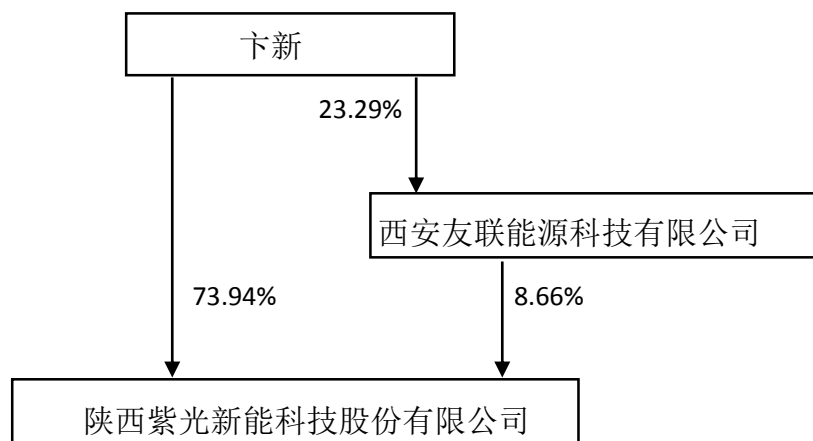 卞新
23.29%
西安友联能源科技有限公司
73.94%
8.66%
陕西紫光新能科技股份有限公司